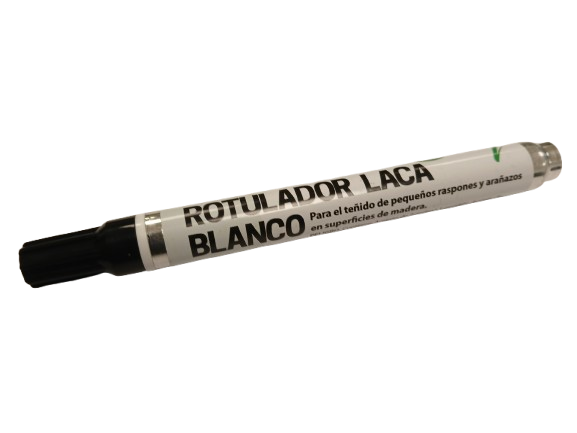 ROTULADOR LACA
BLANCO
Para el teñido de pequeños raspones y arañazos
en superficies de madera.